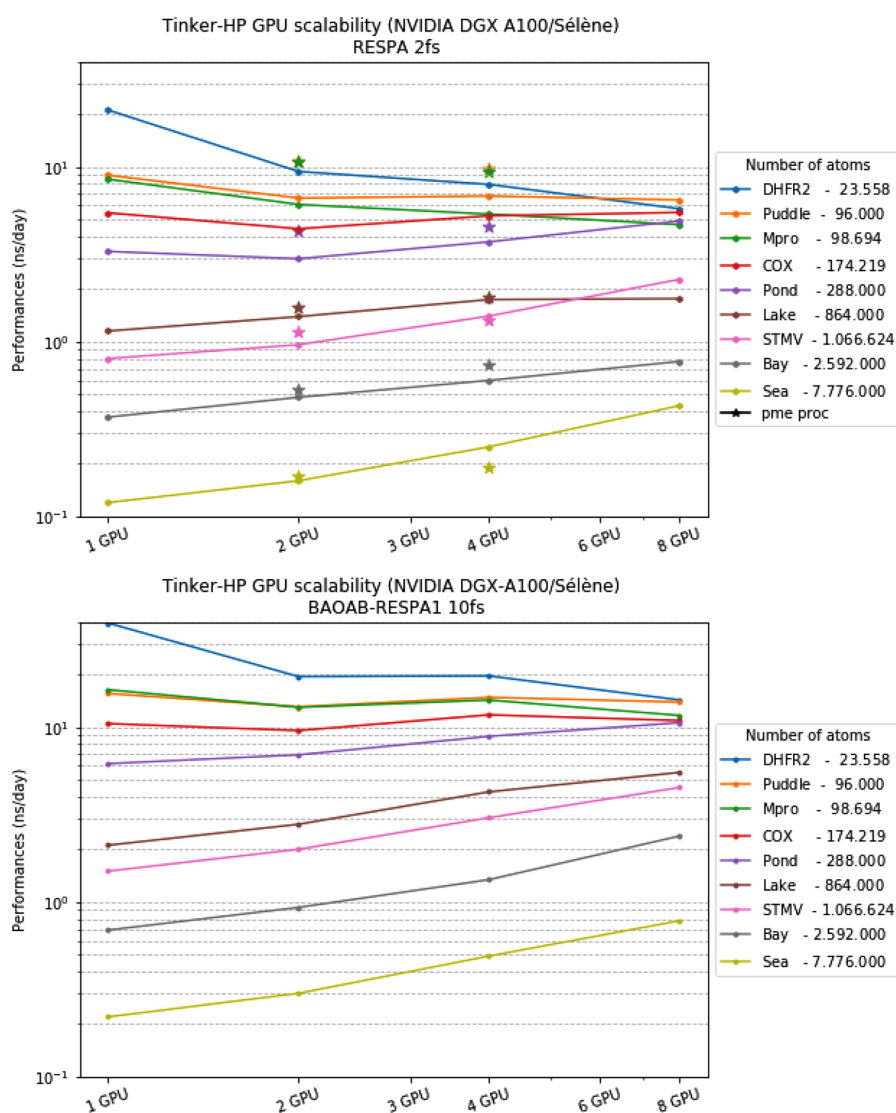 Tinker-HP GPU scalability (NVIDIA DGX A100/Sélène)
RESPA 2fs
Performances (ns/day)
10¹
10⁰
10⁻¹
1 GPU
2 GPU
3 GPU
4 GPU
6 GPU
8 GPU
Number of atoms
DHFR2 - 23.558
Puddle - 96.000
Mpro - 98.694
COX - 174.219
Pond - 288.000
Lake - 864.000
STMV - 1.066.624
Bay - 2.592.000
Sea - 7.776.000
pme proc
Tinker-HP GPU scalability (NVIDIA DGX-A100/Sélène)
BAOAB-RESPA1 10fs
Performances (ns/day)
10¹
10⁰
10⁻¹
1 GPU
2 GPU
3 GPU
4 GPU
6 GPU
8 GPU
Number of atoms
DHFR2 - 23.558
Puddle - 96.000
Mpro - 98.694
COX - 174.219
Pond - 288.000
Lake - 864.000
STMV - 1.066.624
Bay - 2.592.000
Sea - 7.776.000